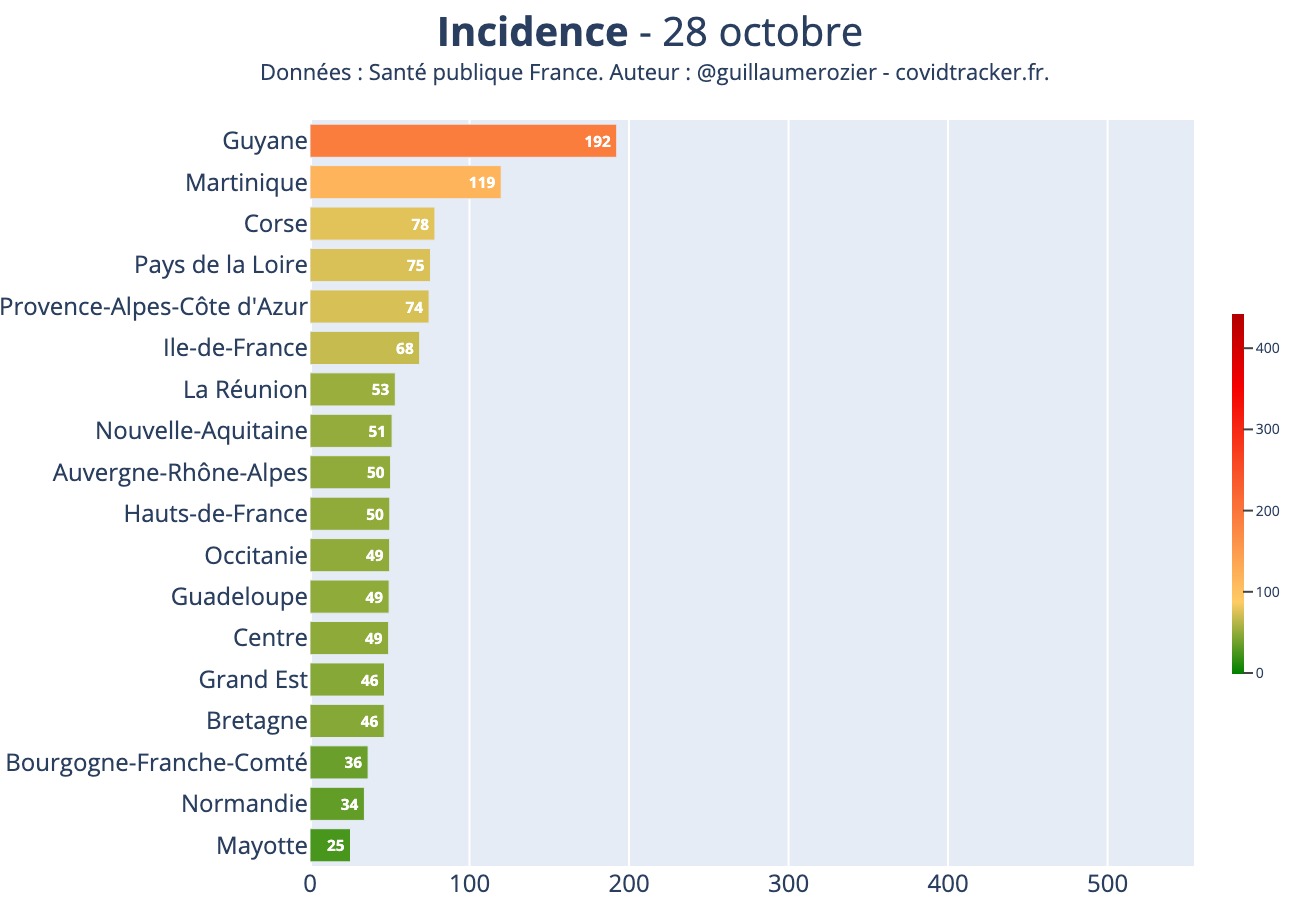 Incidence - 28 octobre
Données : Santé publique France. Auteur : @guillaumerozier - covidtracker.fr.
Guyane 192
Martinique 119
Corse 78
Pays de la Loire 75
Provence-Alpes-Côte d'Azur 74
Ile-de-France 68
La Réunion 53
Nouvelle-Aquitaine 51
Auvergne-Rhône-Alpes 50
Hauts-de-France 50
Occitanie 49
Guadeloupe 49
Centre 49
Grand Est 46
Bretagne 46
Bourgogne-Franche-Comté 36
Normandie 34
Mayotte 25
0 100 200 300 400 500
400
300
200
100
0